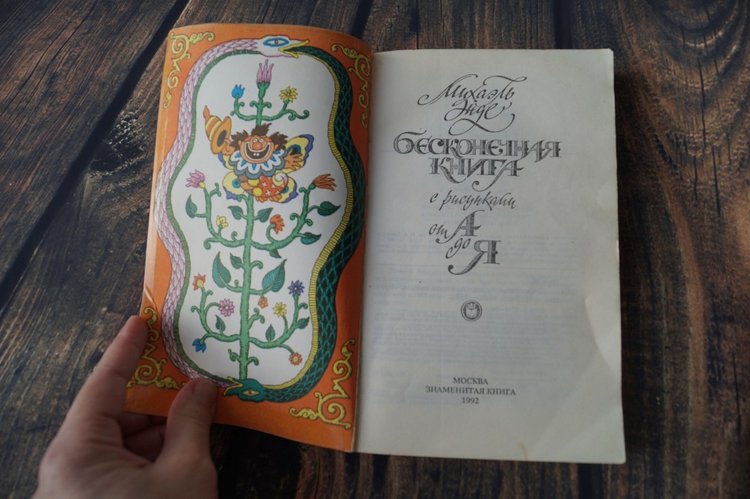 Михаэль
Энде
бесконечная
книга
с рисунками
от А
до Я
МОСКВА
ЗНАМЕНИТАЯ КНИГА
1992